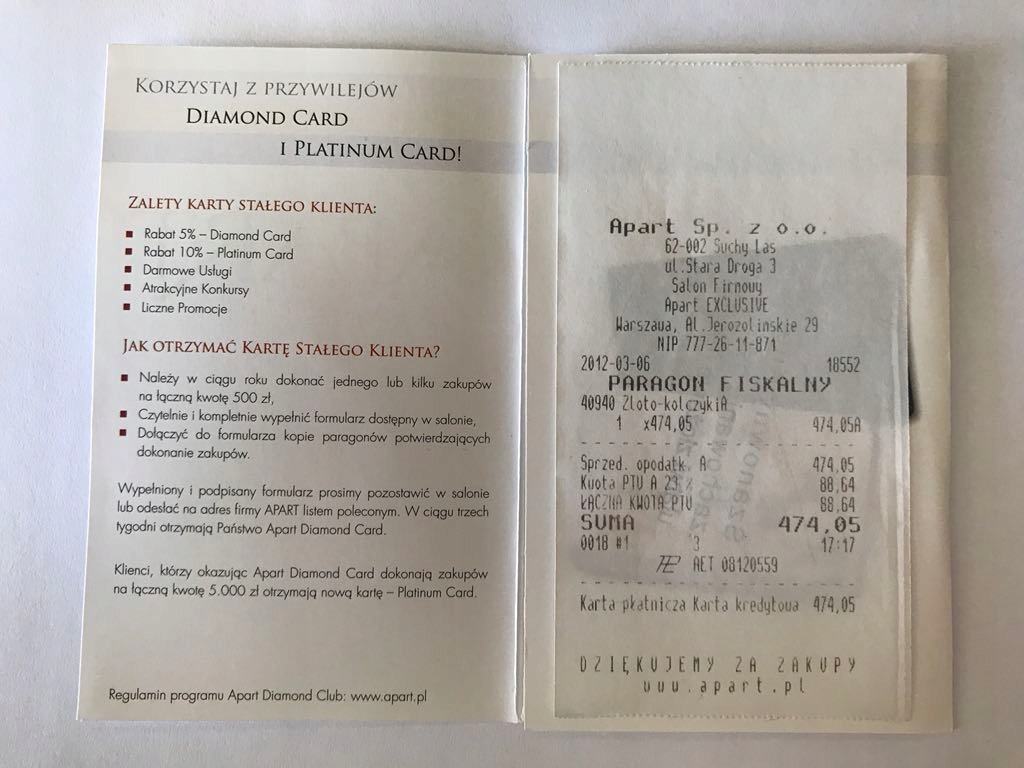 KORZYSTAJ Z PRZYWILEJÓW
DIAMOND CARD
I PLATINUM CARD!
ZALETY KARTY STAŁEGO KLIENTA:
■ Rabat 5% – Diamond Card
■ Rabat 10% – Platinum Card
■ Darmowe Usługi
■ Atrakcyjne Konkursy
■ Liczne Promocje
JAK OTRZYMAĆ KARTĘ STAŁEGO KLIENTA?
■ Należy w ciągu roku dokonać jednego lub kilku zakupów
na łączną kwotę 500 zł,
■ Czytelnie i kompletnie wypełnić formularz dostępny w salonie,
■ Dołączyć do formularza kopie paragonów potwierdzających
dokonanie zakupów.
Wypełniony i podpisany formularz prosimy pozostawić w salonie
lub odesłać na adres firmy APART listem poleconym. W ciągu trzech
tygodni otrzymają Państwo Apart Diamond Card.
Klienci, którzy okazując Apart Diamond Card dokonają zakupów
na łączną kwotę 5.000 zł otrzymają nową kartę – Platinum Card.
Regulamin programu Apart Diamond Club: www.apart.pl
Apart Sp. z o.o.
62-002 Suchy Las
ul.Stara Droga 3
Salon Firmowy
Apart EXCLUSIVE
Warszawa, Al.Jerozolimskie 29
NIP 777-26-11-871
2012-03-06 18552
PARAGON FISKALNY
40940 Zloto-kolczykiA
1 x474,05 474,05A
Sprzed. opodatk. A 474,05
Kwota PTU A 23 % 88,64
ŁĄCZNA KWOTA PTU 88,64
SUMA 474,05
0018 #1 3 17:17
AET 08120559
Karta płatnicza Karta kredytowa 474,05
DZIĘKUJEMY ZA ZAKUPY
www.apart.pl